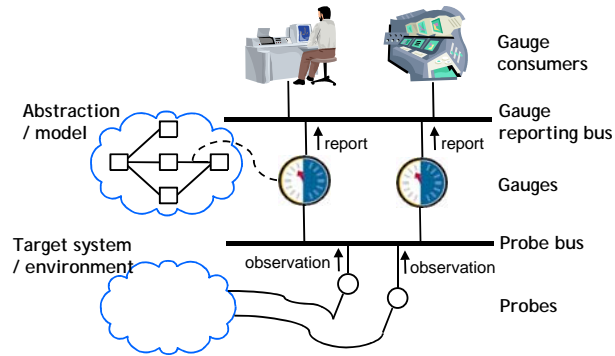 Gauge
consumers
Abstraction
/ model
Gauge
reporting bus
report
report
Gauges
Target system
/ environment
Probe bus
observation
observation
Probes